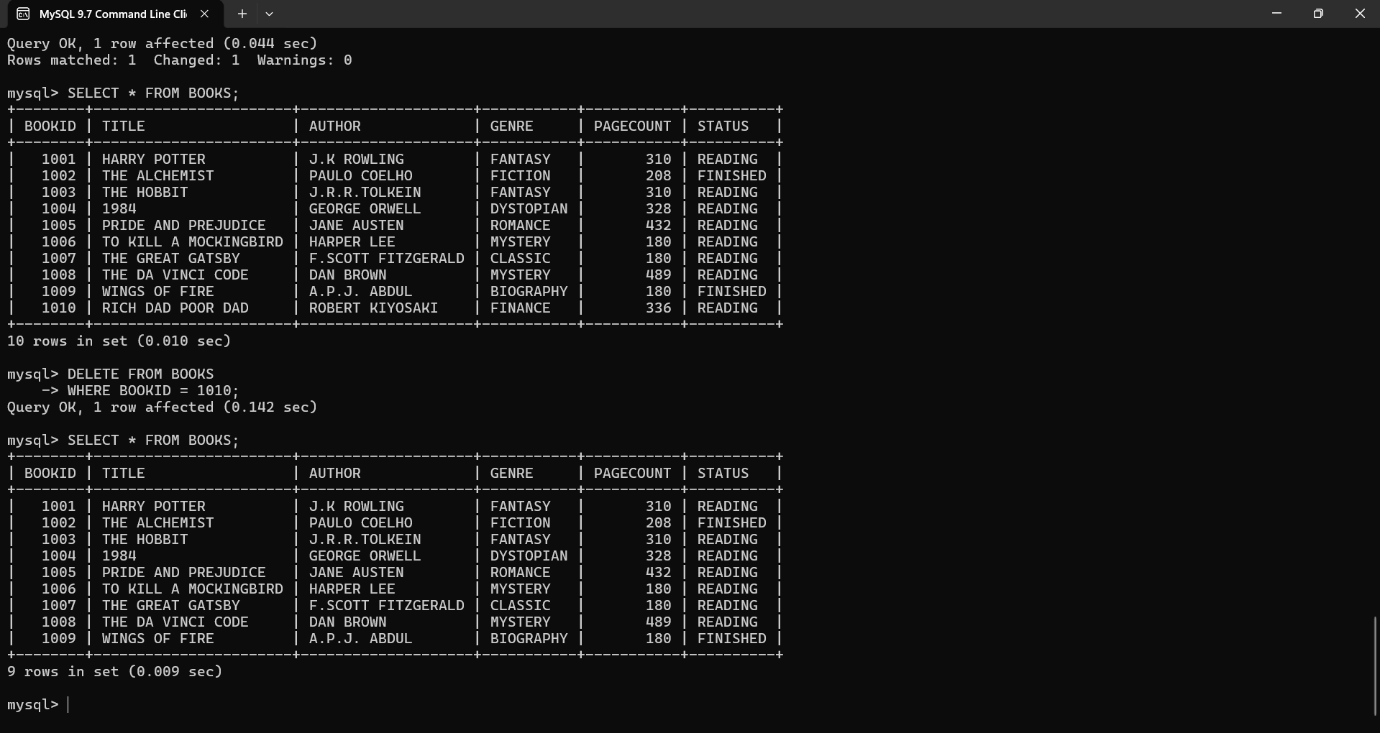 MySQL 9.7 Command Line Cli
Query OK, 1 row affected (0.044 sec)
Rows matched: 1  Changed: 1  Warnings: 0
mysql> SELECT * FROM BOOKS;
+--------+-----------------------+--------------------+-----------+-----------+----------+
| BOOKID | TITLE                 | AUTHOR             | GENRE     | PAGECOUNT | STATUS   |
+--------+-----------------------+--------------------+-----------+-----------+----------+
|   1001 | HARRY POTTER          | J.K ROWLING        | FANTASY   |       310 | READING  |
|   1002 | THE ALCHEMIST         | PAULO COELHO       | FICTION   |       208 | FINISHED |
|   1003 | THE HOBBIT            | J.R.R.TOLKEIN      | FANTASY   |       310 | READING  |
|   1004 | 1984                  | GEORGE ORWELL      | DYSTOPIAN |       328 | READING  |
|   1005 | PRIDE AND PREJUDICE   | JANE AUSTEN        | ROMANCE   |       432 | READING  |
|   1006 | TO KILL A MOCKINGBIRD | HARPER LEE         | MYSTERY   |       180 | READING  |
|   1007 | THE GREAT GATSBY      | F.SCOTT FITZGERALD | CLASSIC   |       180 | READING  |
|   1008 | THE DA VINCI CODE     | DAN BROWN          | MYSTERY   |       489 | READING  |
|   1009 | WINGS OF FIRE         | A.P.J. ABDUL       | BIOGRAPHY |       180 | FINISHED |
|   1010 | RICH DAD POOR DAD     | ROBERT KIYOSAKI    | FINANCE   |       336 | READING  |
+--------+-----------------------+--------------------+-----------+-----------+----------+
10 rows in set (0.010 sec)
mysql> DELETE FROM BOOKS
    -> WHERE BOOKID = 1010;
Query OK, 1 row affected (0.142 sec)
mysql> SELECT * FROM BOOKS;
+--------+-----------------------+--------------------+-----------+-----------+----------+
| BOOKID | TITLE                 | AUTHOR             | GENRE     | PAGECOUNT | STATUS   |
+--------+-----------------------+--------------------+-----------+-----------+----------+
|   1001 | HARRY POTTER          | J.K ROWLING        | FANTASY   |       310 | READING  |
|   1002 | THE ALCHEMIST         | PAULO COELHO       | FICTION   |       208 | FINISHED |
|   1003 | THE HOBBIT            | J.R.R.TOLKEIN      | FANTASY   |       310 | READING  |
|   1004 | 1984                  | GEORGE ORWELL      | DYSTOPIAN |       328 | READING  |
|   1005 | PRIDE AND PREJUDICE   | JANE AUSTEN        | ROMANCE   |       432 | READING  |
|   1006 | TO KILL A MOCKINGBIRD | HARPER LEE         | MYSTERY   |       180 | READING  |
|   1007 | THE GREAT GATSBY      | F.SCOTT FITZGERALD | CLASSIC   |       180 | READING  |
|   1008 | THE DA VINCI CODE     | DAN BROWN          | MYSTERY   |       489 | READING  |
|   1009 | WINGS OF FIRE         | A.P.J. ABDUL       | BIOGRAPHY |       180 | FINISHED |
+--------+-----------------------+--------------------+-----------+-----------+----------+
9 rows in set (0.009 sec)
mysql>